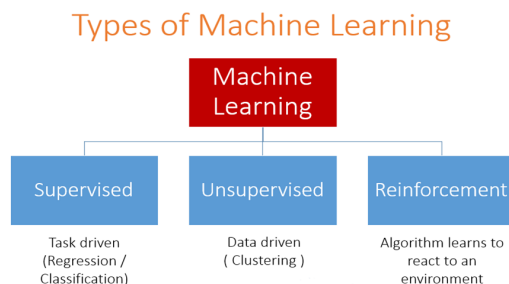 Types of Machine Learning
Machine
Learning
Supervised
Unsupervised
Reinforcement
Task driven
(Regression /
Classification)
Data driven
( Clustering )
Algorithm learns to
react to an
environment